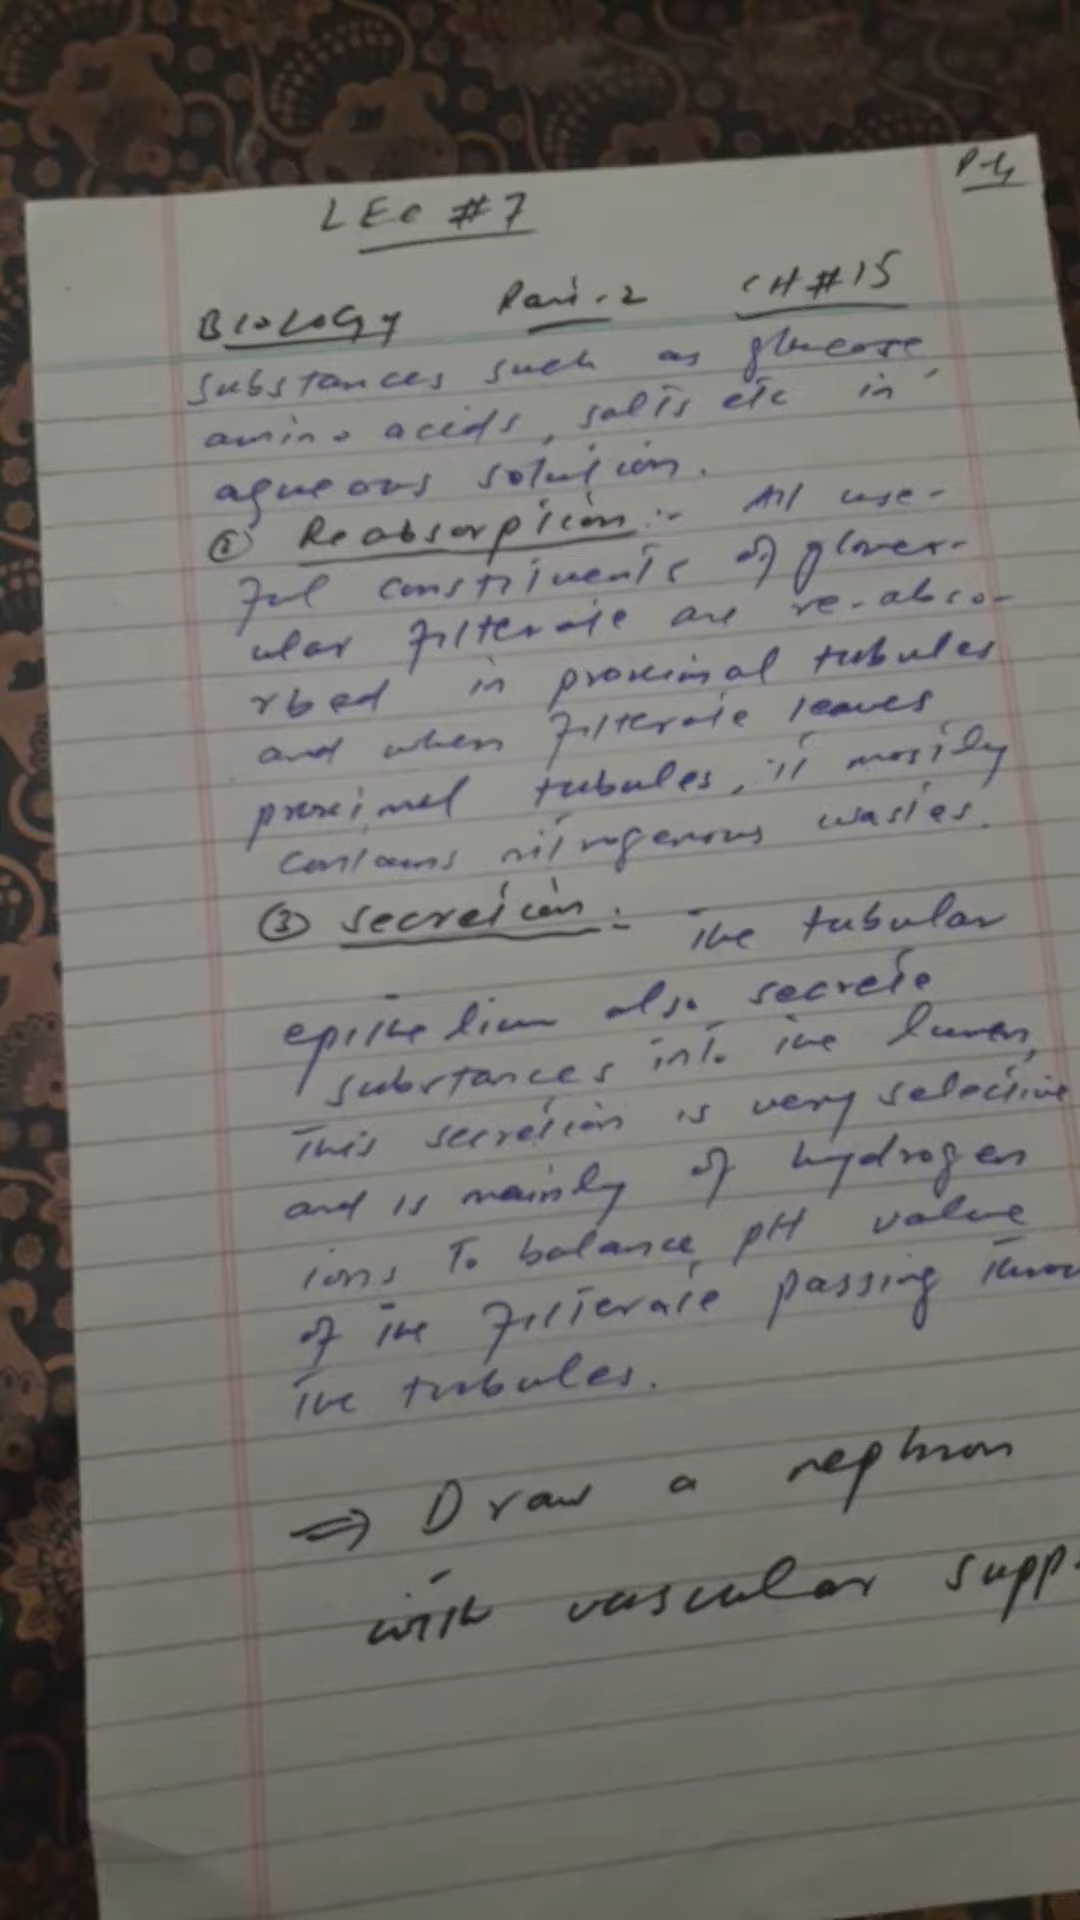 LEC #7
Biology Part-2 CH#15
substances such as glucose
amino acids, salts etc in
aqueous solution.
② Reabsorption :- All use-
ful constituents of glomer-
ular filterate are re-abso-
rbed in proximal tubules
and when filterate leaves
proximal tubules, it mostly
contains nitrogenous wastes.
③ secretion :- The tubular
epithelium also secrete
substances into the lumen,
This secretion is very selective
and is mainly of hydrogen
ions To balance pH value
of the filterate passing throu
the tubules.
⇒ Draw a nephron
with vascular supp